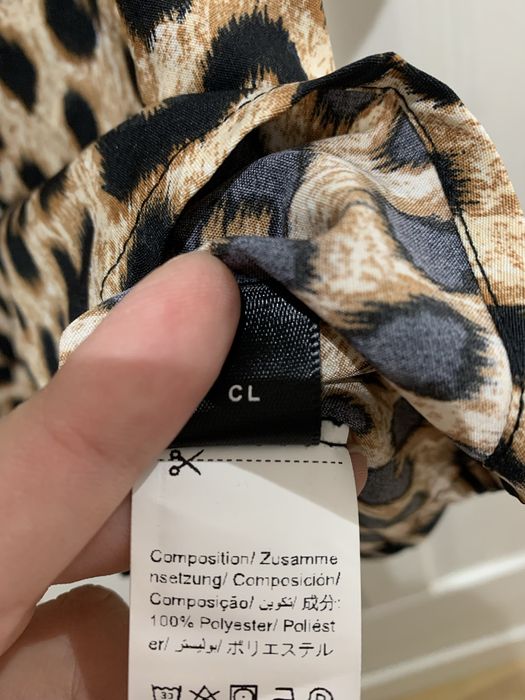 CL
Composition/ Zusamme
nsetzung/ Composición/
Composição/ تكوين/ 成分:
100% Polyester/ Poliést
er/ بوليستر/ ポリエステル